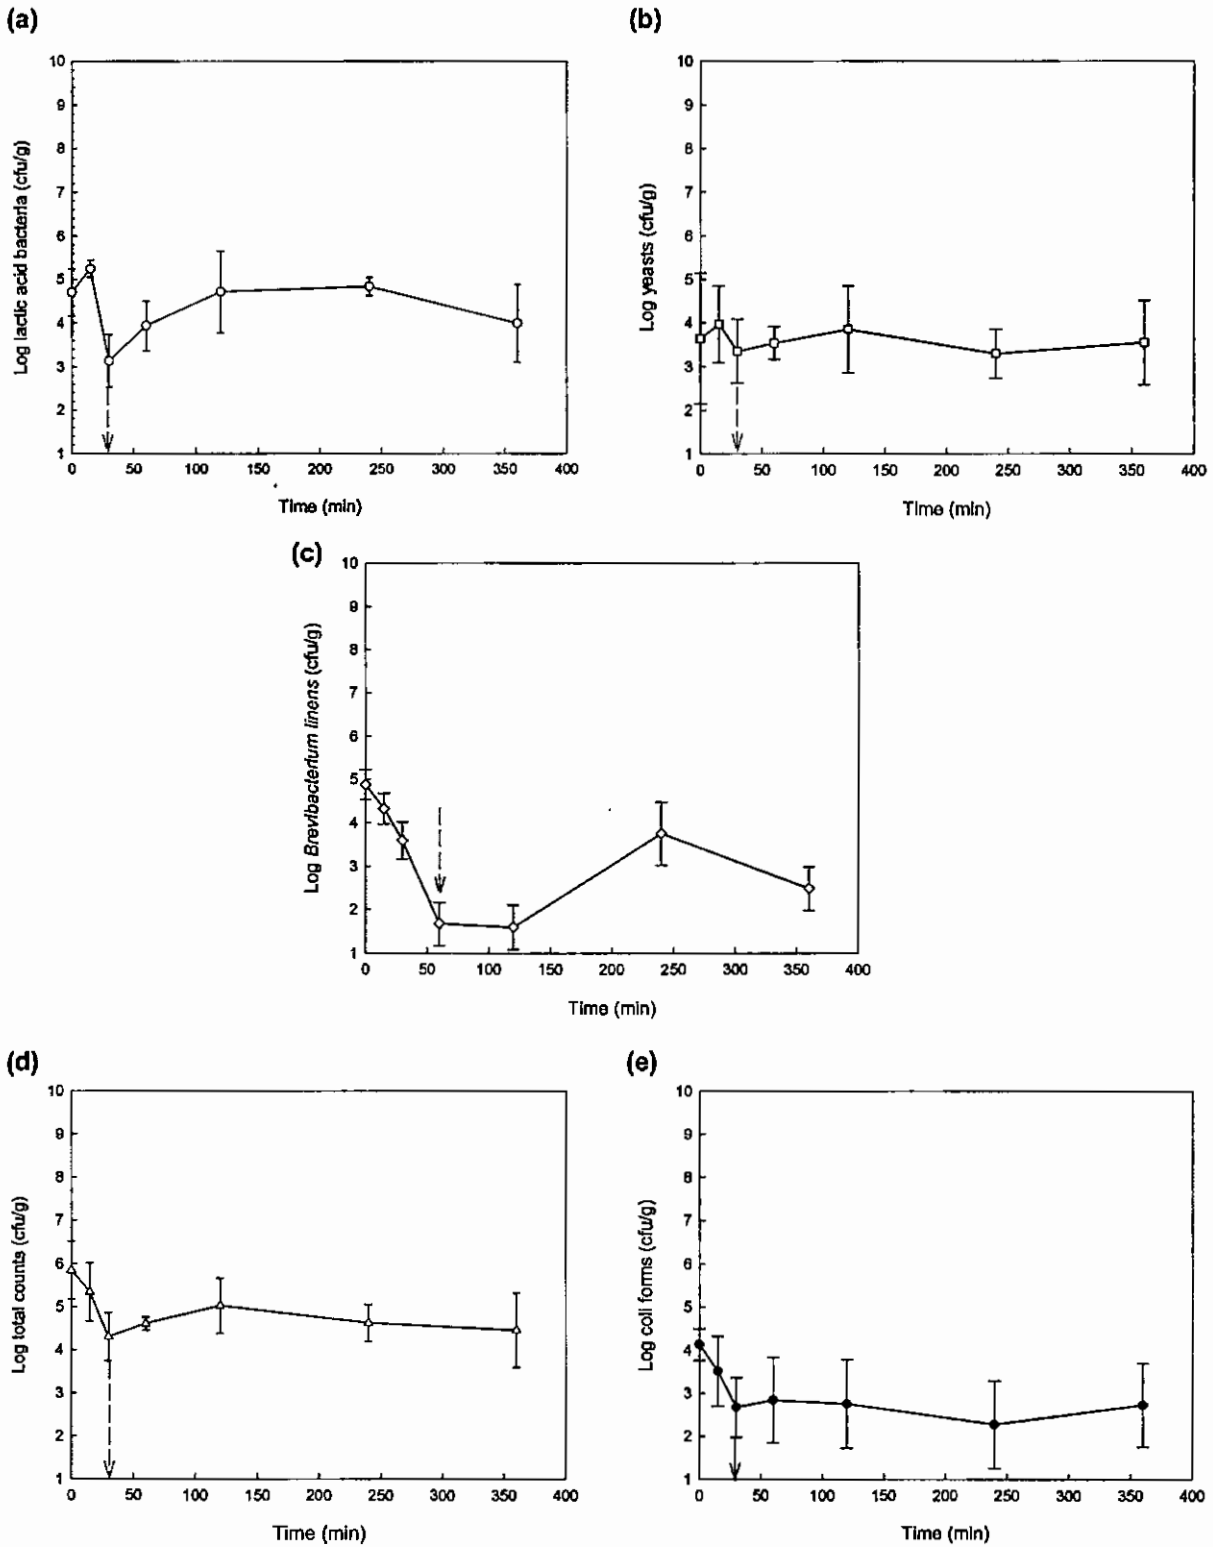 (a)
10
9
8
7
6
5
4
3
2
1
Log lactic acid bacteria (cfu/g)
0 50 100 150 200 250 300 350 400
Time (min)
(b)
10
9
8
7
6
5
4
3
2
1
Log yeasts (cfu/g)
0 50 100 150 200 250 300 350 400
Time (min)
(c)
10
9
8
7
6
5
4
3
2
1
Log Brevibacterium linens (cfu/g)
0 50 100 150 200 250 300 350 400
Time (min)
(d)
10
9
8
7
6
5
4
3
2
1
Log total counts (cfu/g)
0 50 100 150 200 250 300 350 400
Time (min)
(e)
10
9
8
7
6
5
4
3
2
1
Log coli forms (cfu/g)
0 50 100 150 200 250 300 350 400
Time (min)